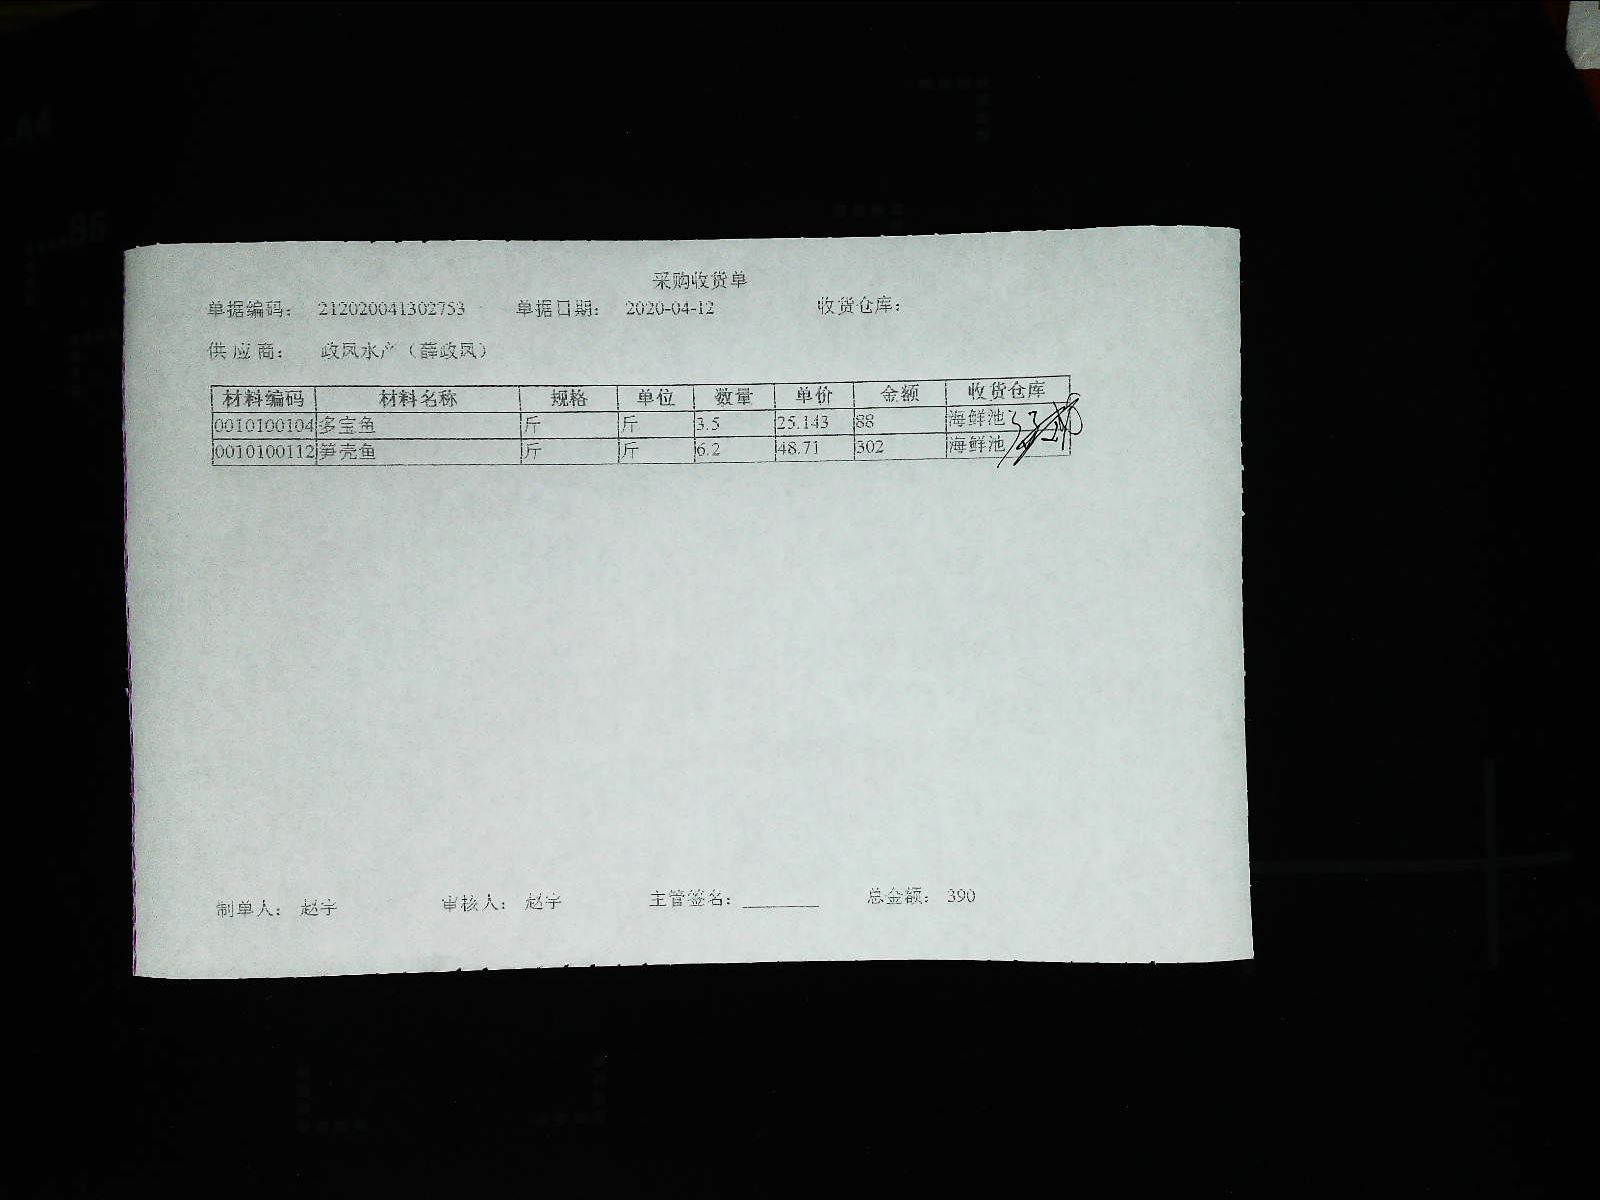 采购收货单
单据编码： 212020041302753 单据日期： 2020-04-12 收货仓库：
供应商： 政凤水产（薛政凤）
材料编码 材料名称 规格 单位 数量 单价 金额 收货仓库
0010100104 多宝鱼 斤 斤 3.5 25.143 88 海鲜池
0010100112 笋壳鱼 斤 斤 6.2 48.71 302 海鲜池
制单人： 赵宇 审核人： 赵宇 主管签名： 总金额： 390